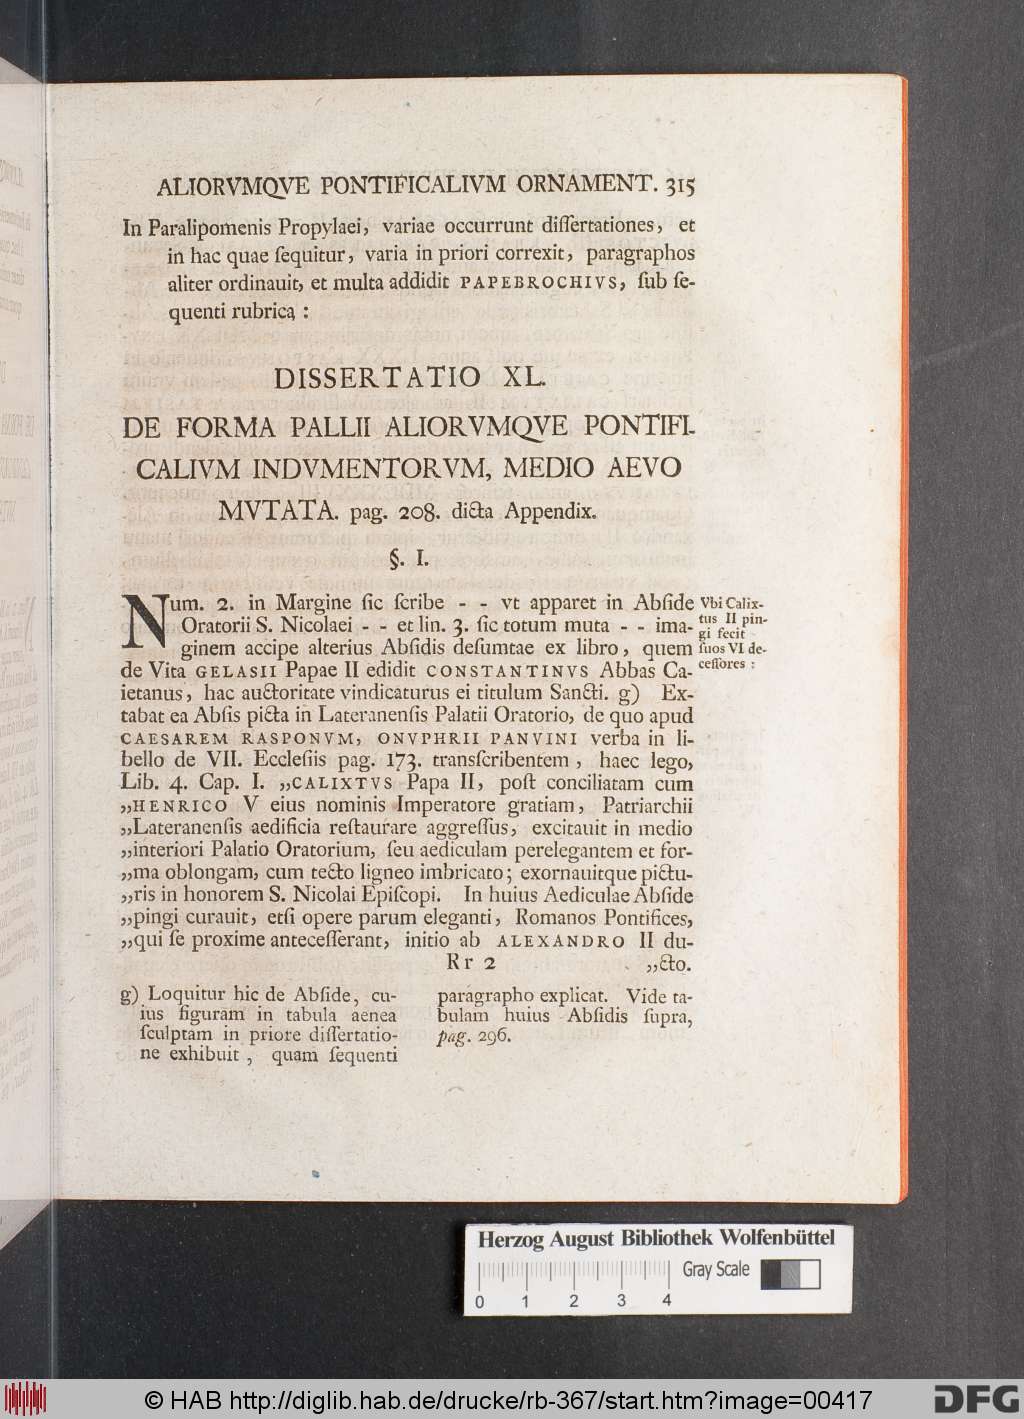 ALIORVMQVE PONTIFICALIVM ORNAMENT. 315
In Paralipomenis Propylaei, variae occurrunt diſſertationes, et
in hac quae ſequitur, varia in priori correxit, paragraphos
aliter ordinauit, et multa addidit PAPEBROCHIVS, ſub ſe-
quenti rubrica :
DISSERTATIO XL.
DE FORMA PALLII ALIORVMQVE PONTIFI-
CALIVM INDVMENTORVM, MEDIO AEVO
MVTATA. pag. 208. dicta Appendix.
§. I.
Num. 2. in Margine ſic ſcribe - - vt apparet in Abſide
Oratorii S. Nicolaei - - et lin. 3. ſic totum muta - - ima-
ginem accipe alterius Abſidis deſumtae ex libro, quem
de Vita GELASII Papae II edidit CONSTANTINVS Abbas Ca-
ietanus, hac auctoritate vindicaturus ei titulum Sancti. g) Ex-
tabat ea Abſis picta in Lateranenſis Palatii Oratorio, de quo apud
CAESAREM RASPONVM, ONVPHRII PANVINI verba in li-
bello de VII. Eccleſiis pag. 173. transſcribentem, haec lego,
Lib. 4. Cap. I. „CALIXTVS Papa II, poſt conciliatam cum
„HENRICO V eius nominis Imperatore gratiam, Patriarchii
„Lateranenſis aedificia reſtaurare aggreſſus, excitauit in medio
„interiori Palatio Oratorium, ſeu aediculam perelegantem et for-
„ma oblongam, cum tecto ligneo imbricato; exornauitque pictu-
„ris in honorem S. Nicolai Epiſcopi. In huius Aediculae Abſide
„pingi curauit, etſi opere parum eleganti, Romanos Pontifices,
„qui ſe proxime anteceſſerant, initio ab ALEXANDRO II du-
Rr 2 „cto.
Vbi Calix-
tus II pin-
gi fecit
ſuos VI de-
ceſſores :
g) Loquitur hic de Abſide, cu-
ius figuram in tabula aenea
ſculptam in priore diſſertatio-
ne exhibuit, quam ſequenti
paragrapho explicat. Vide ta-
bulam huius Abſidis ſupra,
pag. 296.
Herzog August Bibliothek Wolfenbüttel
Gray Scale
0 1 2 3 4
© HAB http://diglib.hab.de/drucke/rb-367/start.htm?image=00417
DFG